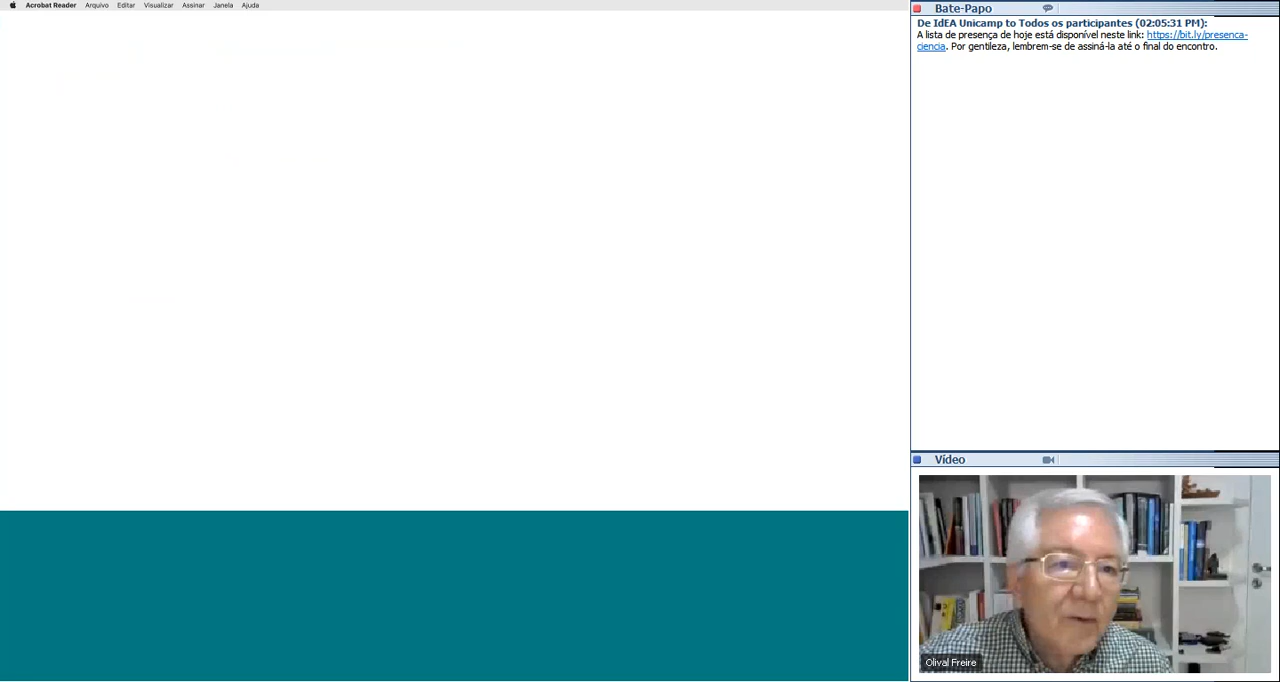 Acrobat Reader Arquivo Editar Visualizar Assinar Janela Ajuda
Bate-Papo
De IdEA Unicamp to Todos os participantes (02:05:31 PM):
A lista de presença de hoje está disponível neste link: https://bit.ly/presenca-
ciencia. Por gentileza, lembrem-se de assiná-la até o final do encontro.
Vídeo
Olival Freire